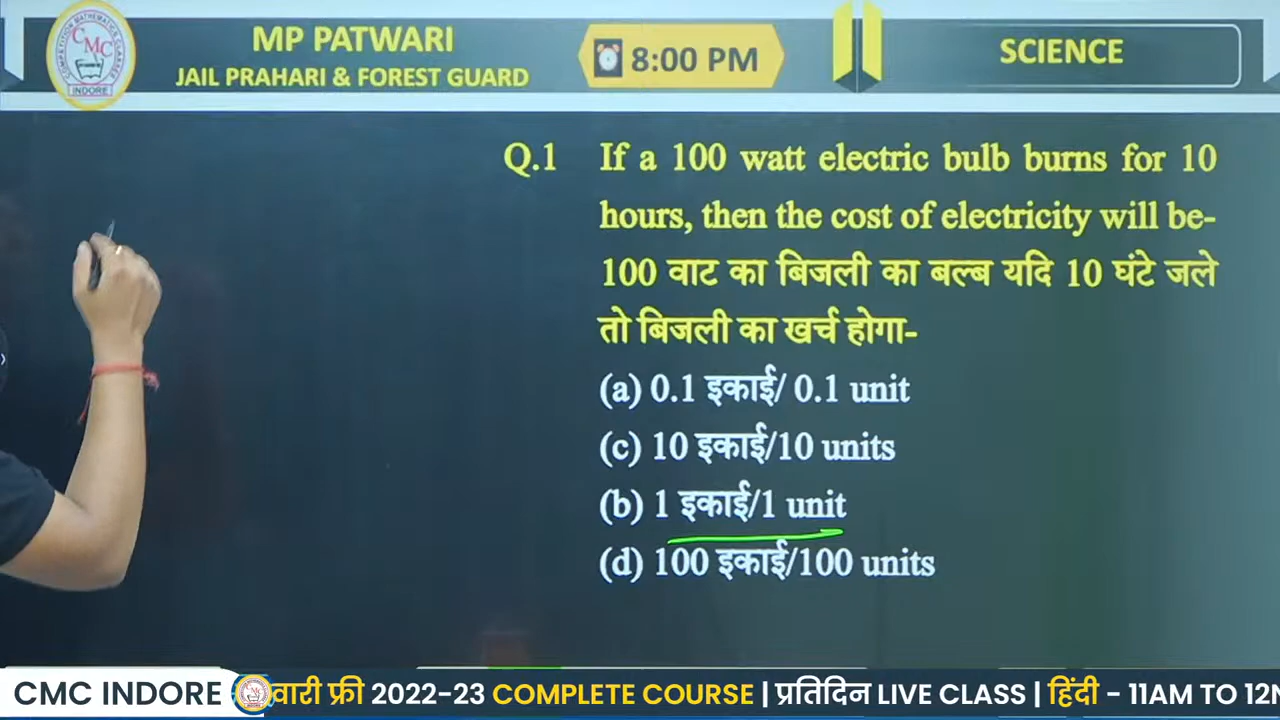 MP PATWARI
JAIL PRAHARI & FOREST GUARD
8:00 PM
SCIENCE
CMC
INDORE
Q.1 If a 100 watt electric bulb burns for 10
hours, then the cost of electricity will be-
100 वाट का बिजली का बल्ब यदि 10 घंटे जले
तो बिजली का खर्च होगा-
(a) 0.1 इकाई/ 0.1 unit
(c) 10 इकाई/10 units
(b) 1 इकाई/1 unit
(d) 100 इकाई/100 units
CMC INDORE
वारी फ्री 2022-23 COMPLETE COURSE | प्रतिदिन LIVE CLASS | हिंदी - 11AM TO 12N